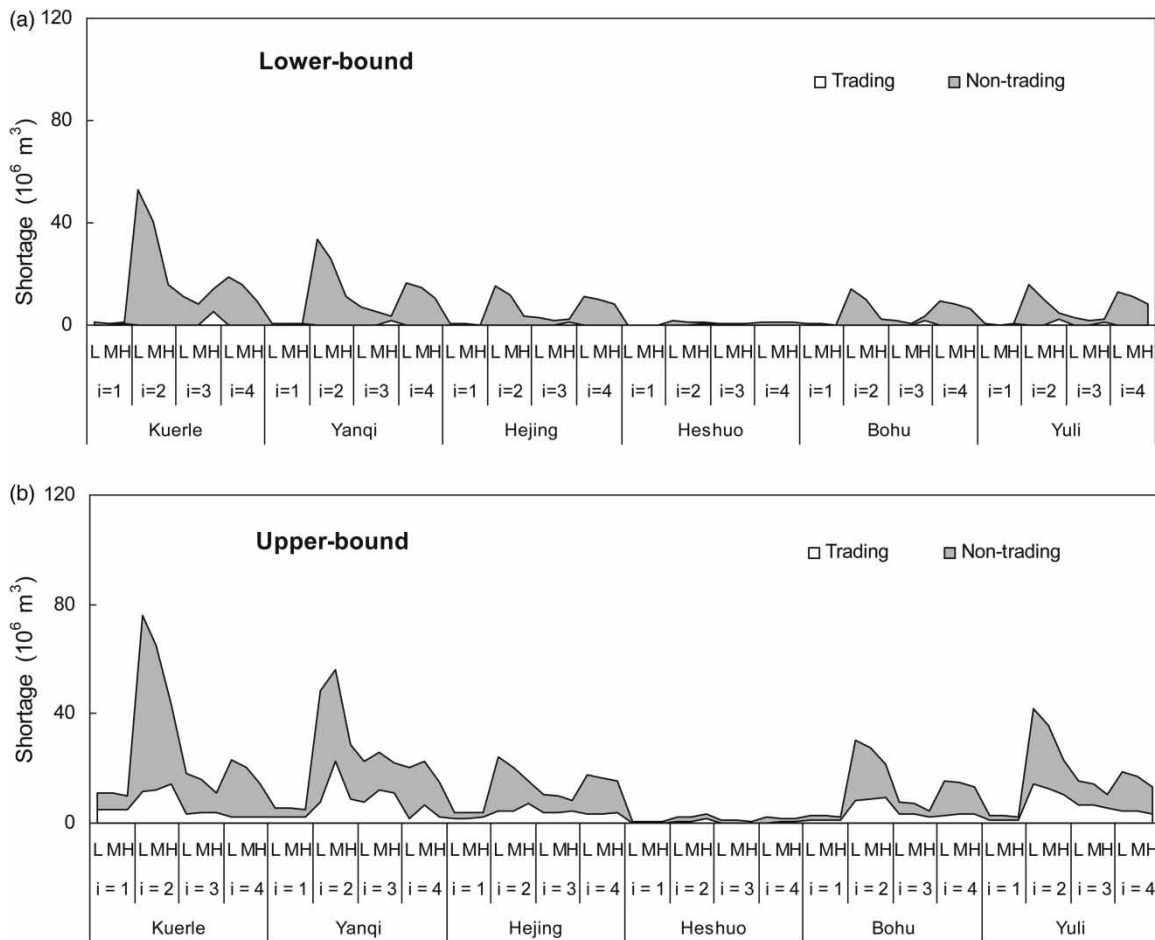 (a)
120
Lower-bound
Trading Non-trading
80
Shortage (10⁶ m³)
40
0
L MH L MH L MH L MH L MH L MH L MH L MH L MH L MH L MH L MH L MH L MH L MH L MH L MH L MH L MH L MH L MH L MH L MH L MH
i=1 i=2 i=3 i=4 i=1 i=2 i=3 i=4 i=1 i=2 i=3 i=4 i=1 i=2 i=3 i=4 i=1 i=2 i=3 i=4 i=1 i=2 i=3 i=4
Kuerle Yanqi Hejing Heshuo Bohu Yuli
(b)
120
Upper-bound
Trading Non-trading
80
Shortage (10⁶ m³)
40
0
L MH L MH L MH L MH L MH L MH L MH L MH L MH L MH L MH L MH L MH L MH L MH L MH L MH L MH L MH L MH L MH L MH L MH L MH
i = 1 i = 2 i = 3 i = 4 i = 1 i = 2 i = 3 i = 4 i = 1 i = 2 i = 3 i = 4 i = 1 i = 2 i = 3 i = 4 i = 1 i = 2 i = 3 i = 4 i = 1 i = 2 i = 3 i = 4
Kuerle Yanqi Hejing Heshuo Bohu Yuli